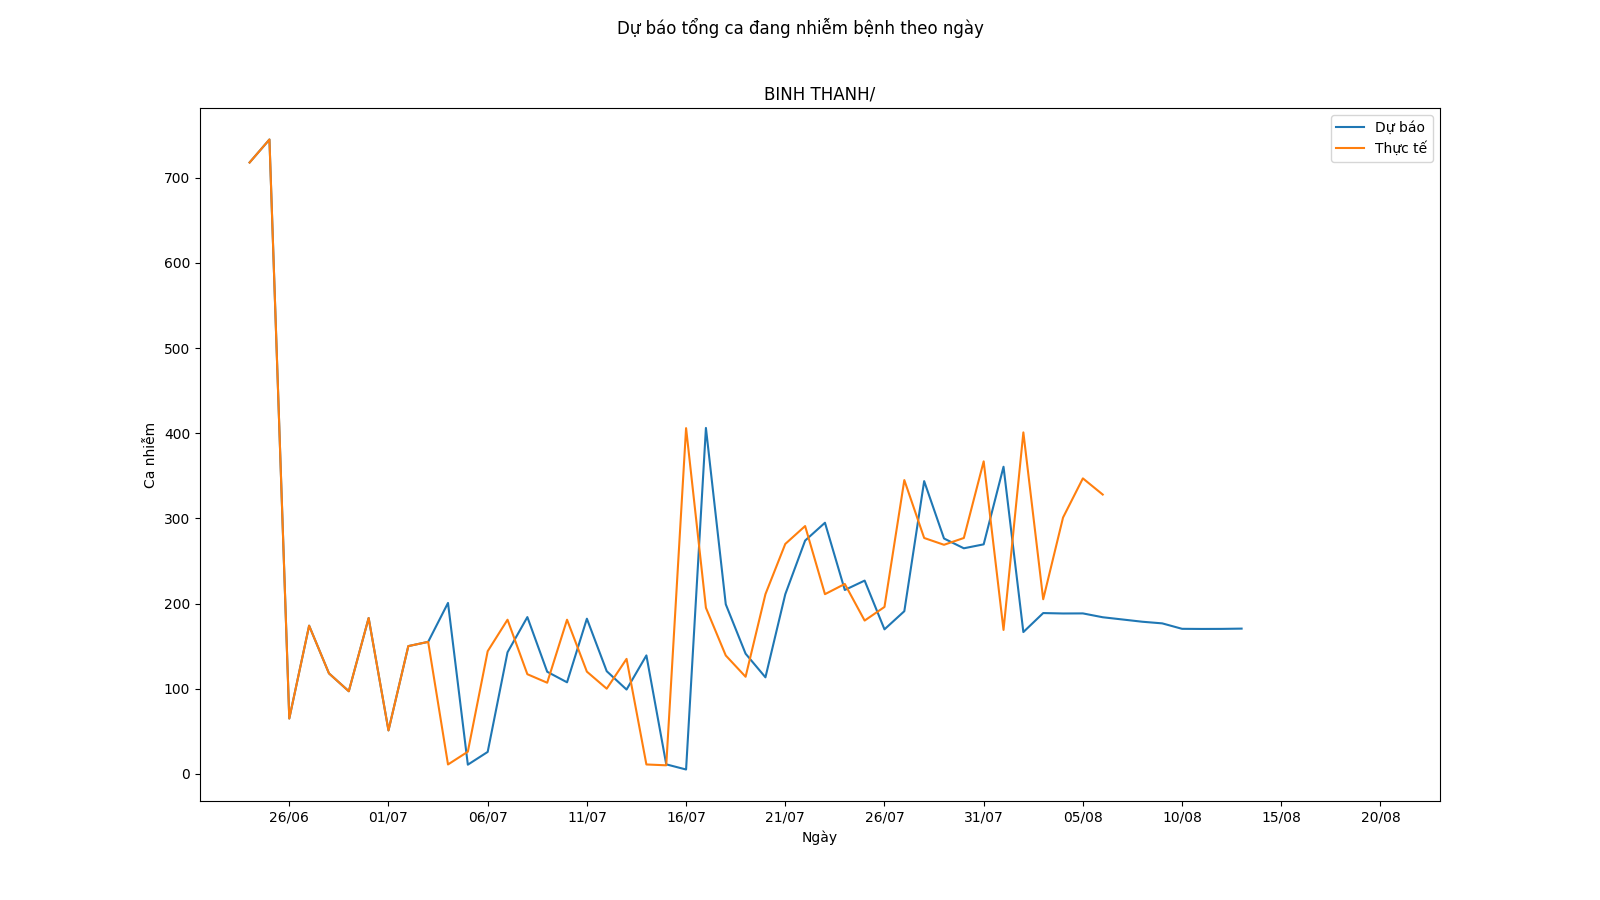 Dự báo tổng ca đang nhiễm bệnh theo ngày
BINH THANH/
Dự báo
Thực tế
Ca nhiễm
700
600
500
400
300
200
100
0
26/06 01/07 06/07 11/07 16/07 21/07 26/07 31/07 05/08 10/08 15/08 20/08
Ngày